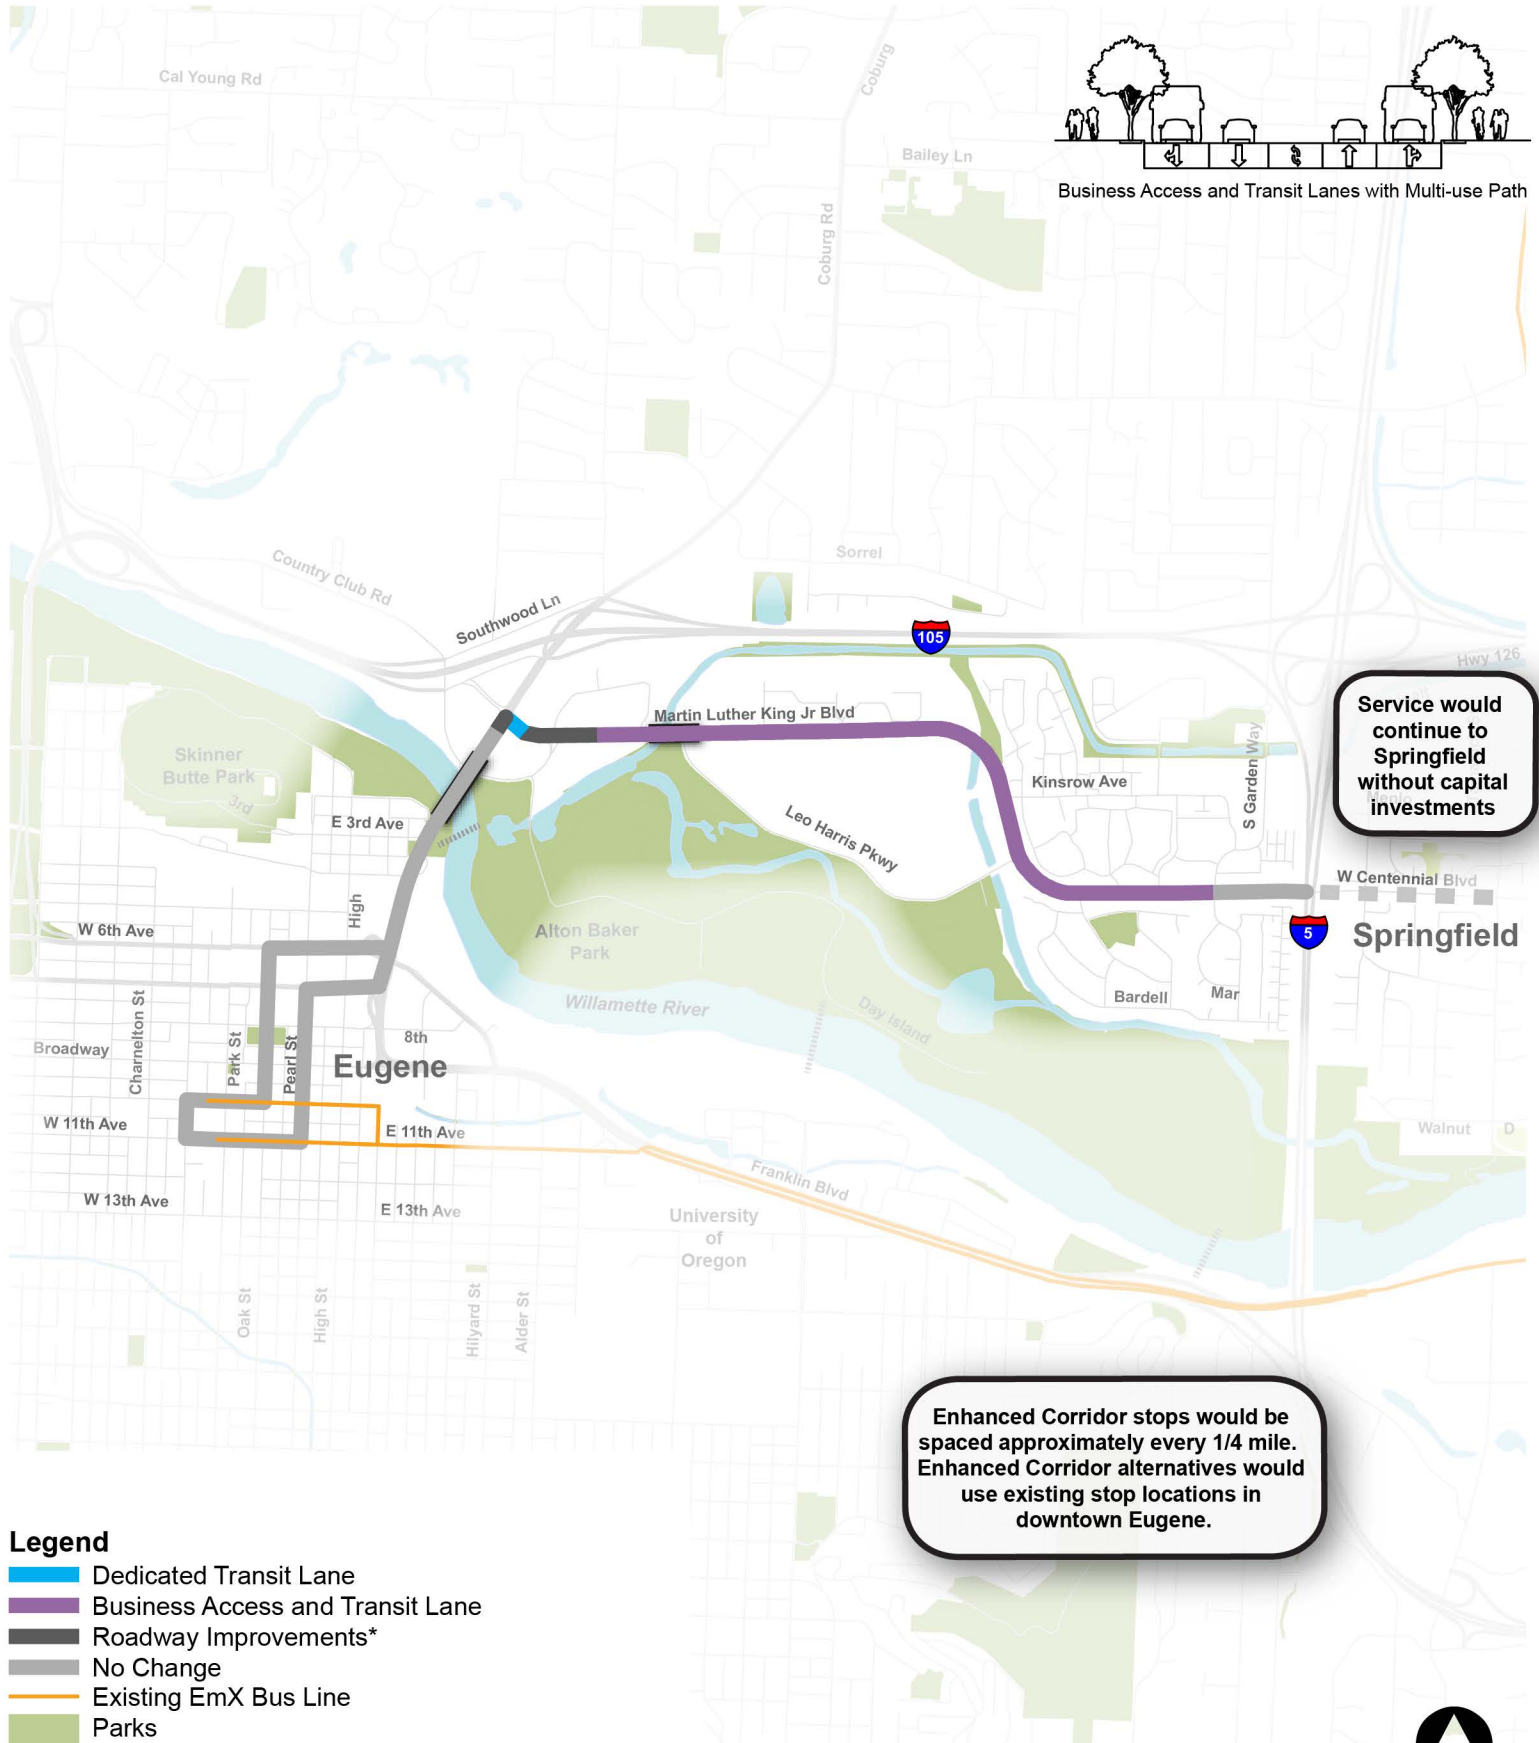 Cal Young Rd
Coburg
Bailey Ln
Business Access and Transit Lanes with Multi-use Path
Coburg Rd
Sorrel
Country Club Rd
Southwood Ln
105
Hwy 126
Service would
continue to
Springfield
without capital
investments
Martin Luther King Jr Blvd
Skinner
Butte Park
3rd
E 3rd Ave
Kinsrow Ave
S Garden Way
Leo Harris Pkwy
W Centennial Blvd
High
W 6th Ave
Alton Baker
Park
5
Springfield
Willamette River
Day Island
Bardell
Mar
Charnelton St
Park St
Pearl St
8th
Broadway
Eugene
W 11th Ave
E 11th Ave
Walnut
D
Franklin Blvd
W 13th Ave
E 13th Ave
University
of
Oregon
Oak St
High St
Hilyard St
Alder St
Enhanced Corridor stops would be
spaced approximately every 1/4 mile.
Enhanced Corridor alternatives would
use existing stop locations in
downtown Eugene.
Legend
Dedicated Transit Lane
Business Access and Transit Lane
Roadway Improvements*
No Change
Existing EmX Bus Line
Parks